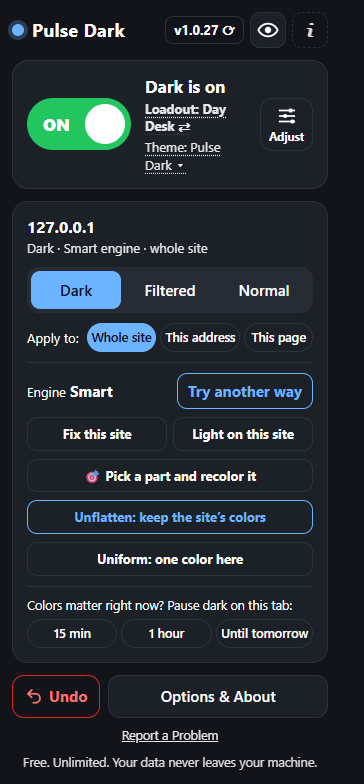 Pulse Dark
v1.0.27 ⟳
i
ON
Dark is on
Loadout: Day
Desk ⇄
Theme: Pulse
Dark ▾
Adjust
127.0.0.1
Dark · Smart engine · whole site
Dark
Filtered
Normal
Apply to:
Whole site
This address
This page
Engine Smart
Try another way
Fix this site
Light on this site
🎯 Pick a part and recolor it
Unflatten: keep the site’s colors
Uniform: one color here
Colors matter right now? Pause dark on this tab:
15 min
1 hour
Until tomorrow
Undo
Options & About
Report a Problem
Free. Unlimited. Your data never leaves your machine.